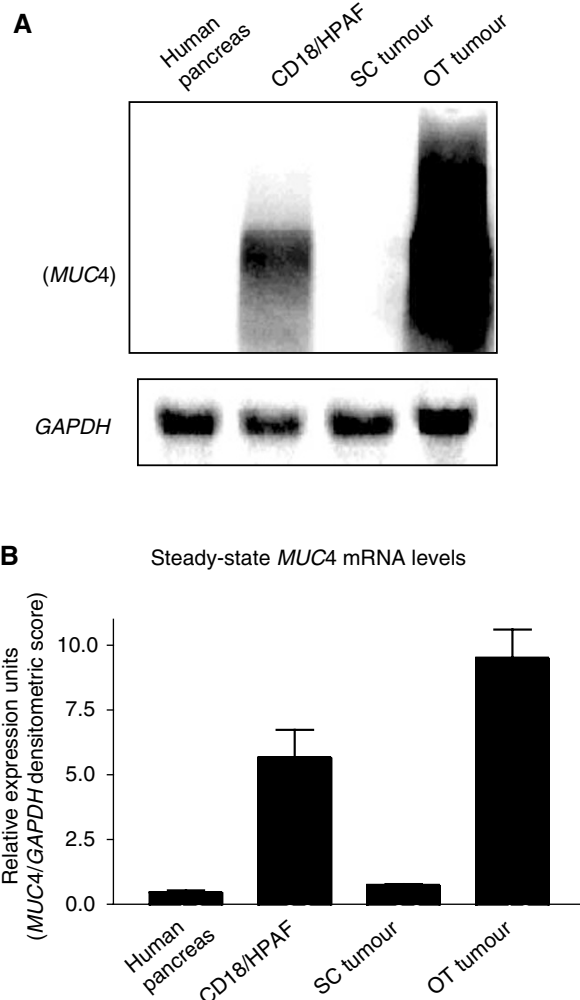 A
Human
pancreas
CD18/HPAF
SC tumour
OT tumour
(MUC4)
GAPDH
B
Steady-state MUC4 mRNA levels
Relative expression units
(MUC4/GAPDH densitometric score)
10.0
7.5
5.0
2.5
0.0
Human
pancreas
CD18/HPAF
SC tumour
OT tumour